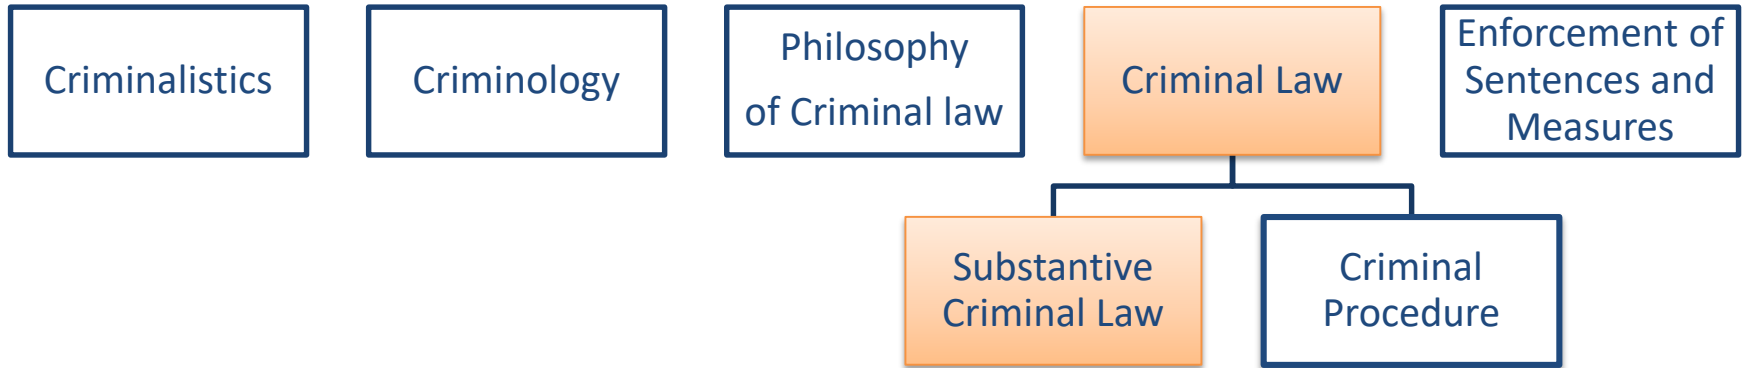 Criminalistics
Criminology
Philosophy
of Criminal law
Criminal Law
Enforcement of
Sentences and
Measures
Substantive
Criminal Law
Criminal
Procedure